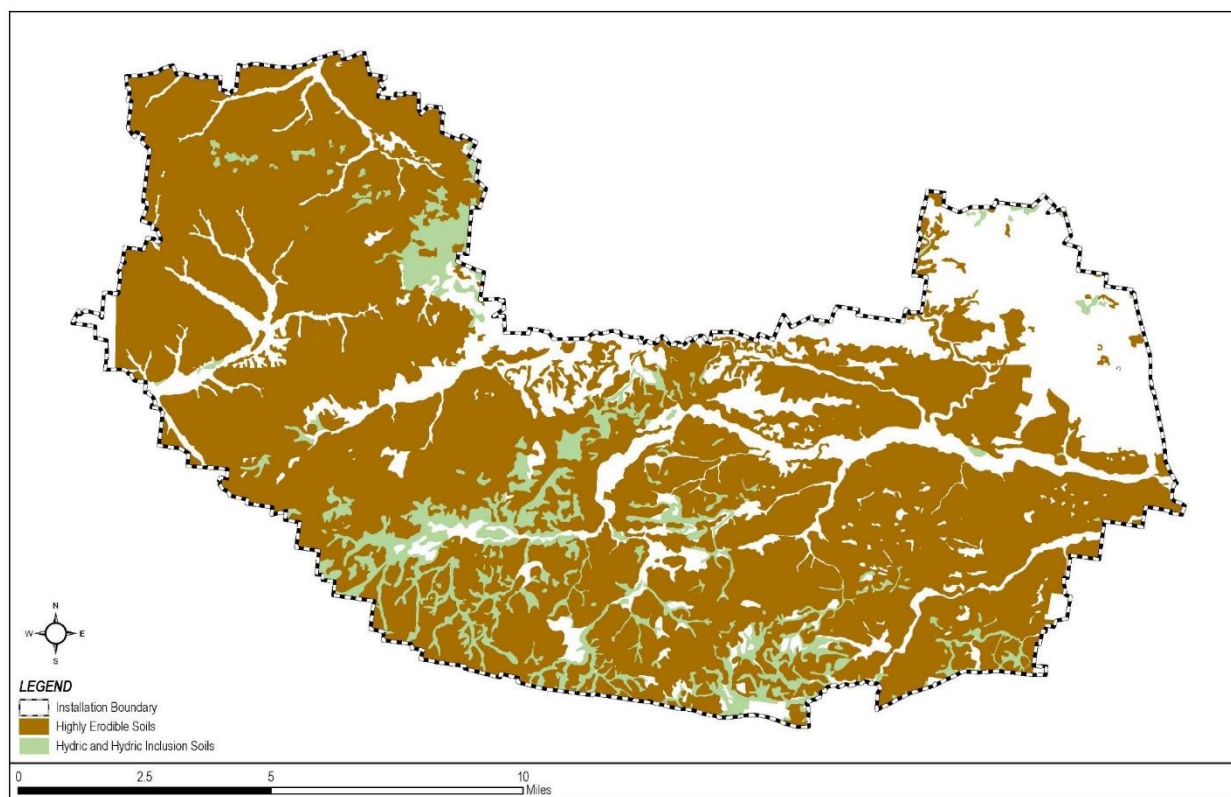 N
W E
S
LEGEND
Installation Boundary
Highly Erodible Soils
Hydric and Hydric Inclusion Soils
0 2.5 5 10
Miles